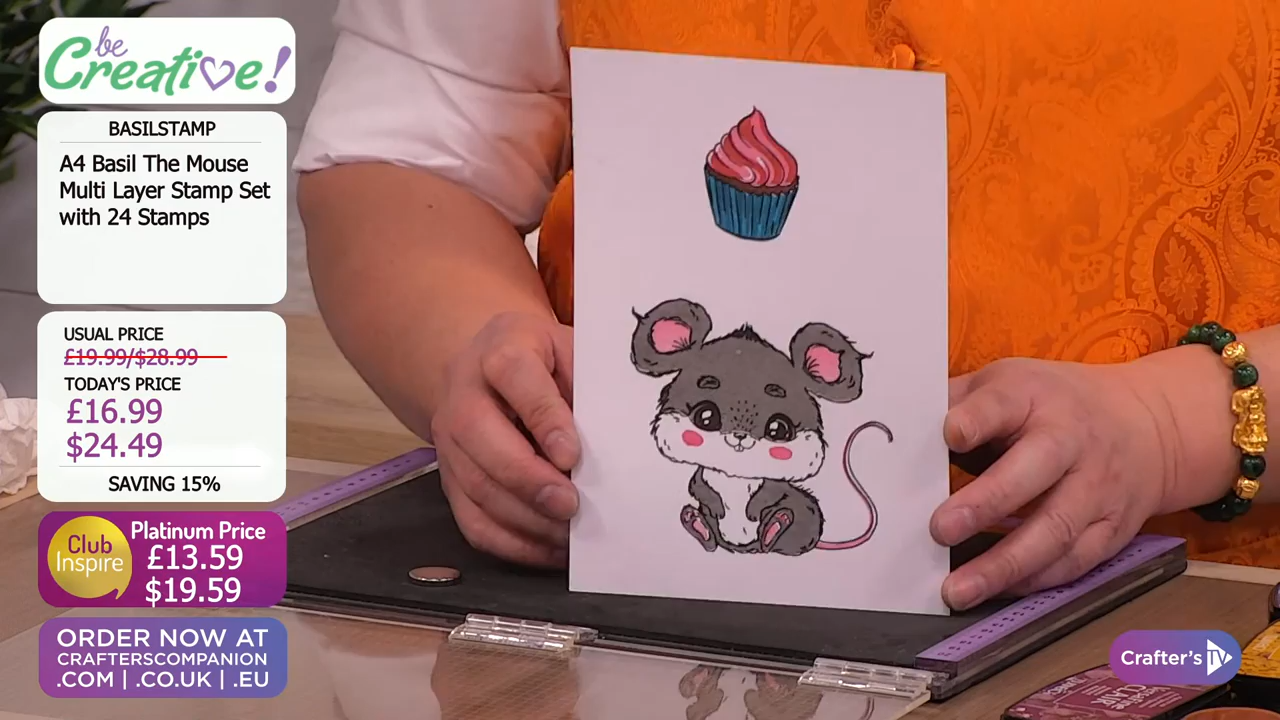 be
Creative!
BASILSTAMP
A4 Basil The Mouse
Multi Layer Stamp Set
with 24 Stamps
USUAL PRICE
£19.99/$28.99
TODAY'S PRICE
£16.99
$24.49
SAVING 15%
Club
Inspire
Platinum Price
£13.59
$19.59
ORDER NOW AT
CRAFTERSCOMPANION
.COM | .CO.UK | .EU
Crafter's TV